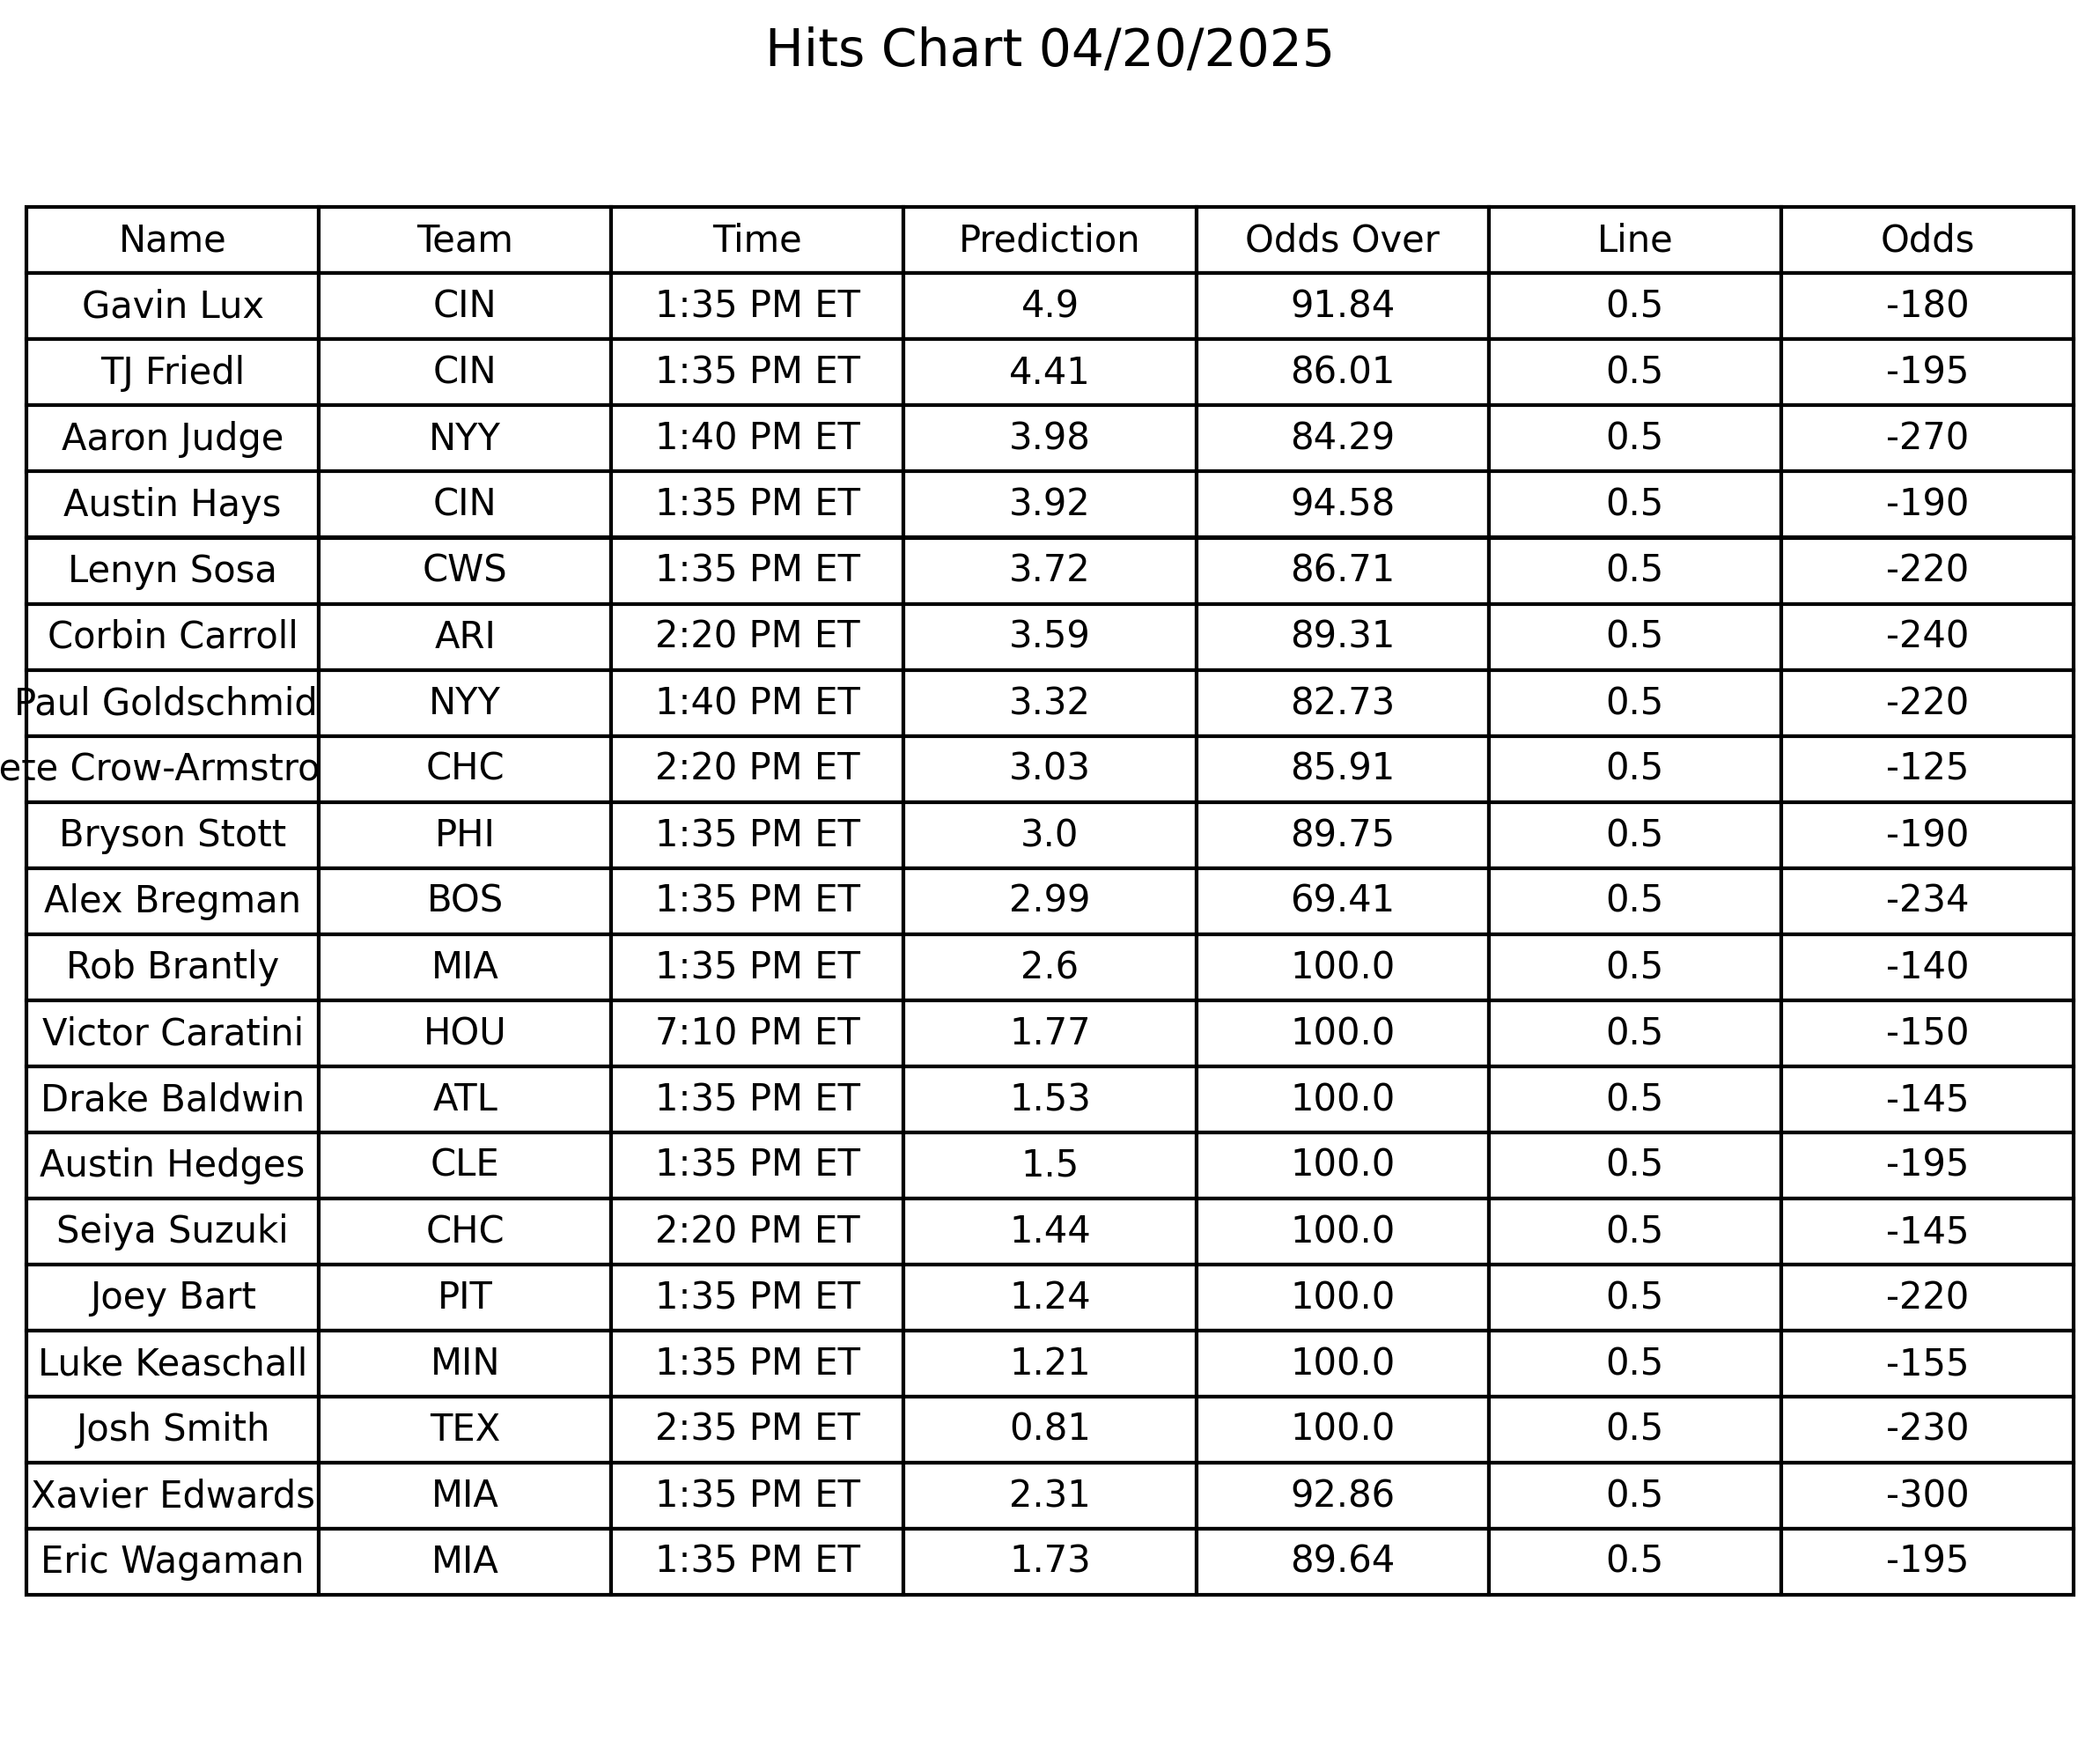 Hits Chart 04/20/2025
Name Team Time Prediction Odds Over Line Odds
Gavin Lux CIN 1:35 PM ET 4.9 91.84 0.5 -180
TJ Friedl CIN 1:35 PM ET 4.41 86.01 0.5 -195
Aaron Judge NYY 1:40 PM ET 3.98 84.29 0.5 -270
Austin Hays CIN 1:35 PM ET 3.92 94.58 0.5 -190
Lenyn Sosa CWS 1:35 PM ET 3.72 86.71 0.5 -220
Corbin Carroll ARI 2:20 PM ET 3.59 89.31 0.5 -240
Paul Goldschmid NYY 1:40 PM ET 3.32 82.73 0.5 -220
ete Crow-Armstro CHC 2:20 PM ET 3.03 85.91 0.5 -125
Bryson Stott PHI 1:35 PM ET 3.0 89.75 0.5 -190
Alex Bregman BOS 1:35 PM ET 2.99 69.41 0.5 -234
Rob Brantly MIA 1:35 PM ET 2.6 100.0 0.5 -140
Victor Caratini HOU 7:10 PM ET 1.77 100.0 0.5 -150
Drake Baldwin ATL 1:35 PM ET 1.53 100.0 0.5 -145
Austin Hedges CLE 1:35 PM ET 1.5 100.0 0.5 -195
Seiya Suzuki CHC 2:20 PM ET 1.44 100.0 0.5 -145
Joey Bart PIT 1:35 PM ET 1.24 100.0 0.5 -220
Luke Keaschall MIN 1:35 PM ET 1.21 100.0 0.5 -155
Josh Smith TEX 2:35 PM ET 0.81 100.0 0.5 -230
Xavier Edwards MIA 1:35 PM ET 2.31 92.86 0.5 -300
Eric Wagaman MIA 1:35 PM ET 1.73 89.64 0.5 -195